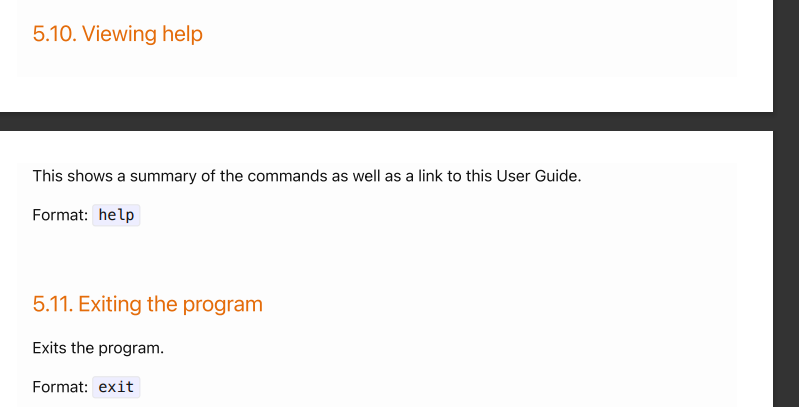 5.10. Viewing help
This shows a summary of the commands as well as a link to this User Guide.
Format: help
5.11. Exiting the program
Exits the program.
Format: exit